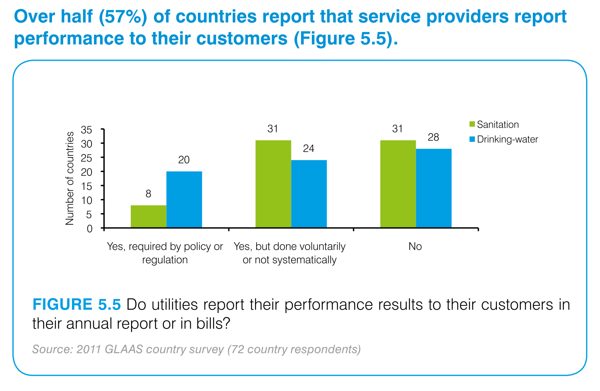 Over half (57%) of countries report that service providers report
performance to their customers (Figure 5.5).
Sanitation
Drinking-water
Number of countries
35
30
25
20
15
10
5
0
8
20
31
24
31
28
Yes, required by policy or
regulation
Yes, but done voluntarily
or not systematically
No
FIGURE 5.5 Do utilities report their performance results to their customers in
their annual report or in bills?
Source: 2011 GLAAS country survey (72 country respondents)